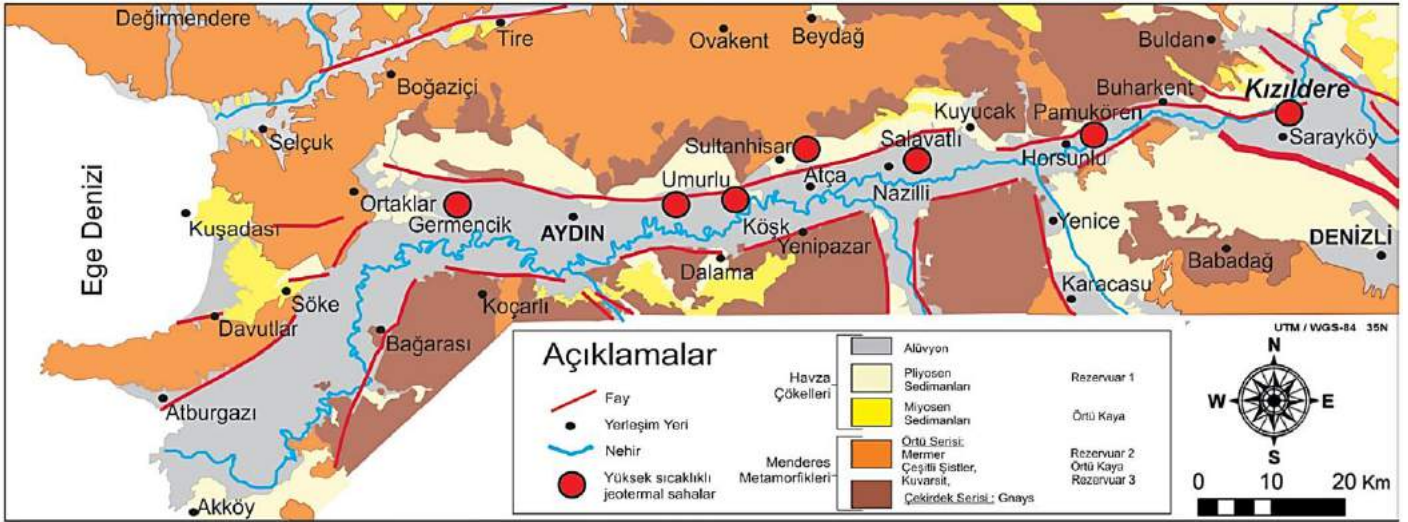 Değirmendere
Tire
Ovakent
Beydağ
Buldan
Boğaziçi
Buharkent
Kızıldere
Selçuk
Kuyucak
Pamukören
Sultanhisar
Salavatlı
Sarayköy
Horsunlu
Umurlu
Atça
Nazilli
Ortaklar
Germencik
Kuşadası
AYDIN
Köşk
Yenipazar
Yenice
DENİZLİ
Ege Denizi
Dalama
Babadağ
Söke
Koçarlı
Karacasu
Davutlar
Bağarası
Atburgazı
Akköy
Açıklamalar
Fay
Yerleşim Yeri
Nehir
Yüksek sıcaklıklı
jeotermal sahalar
Havza
Çökelleri
Alüvyon
Pliyosen
Sedimanları
Rezervuar 1
Miyosen
Sedimanları
Örtü Kaya
Menderes
Metamorfikleri
Örtü Serisi:
Mermer
Çeşitli Şistler,
Kuvarsit,
Rezervuar 2
Örtü Kaya
Rezervuar 3
Çekirdek Serisi : Gnays
UTM / WGS-84 35N
N
W
E
S
0 10 20 Km